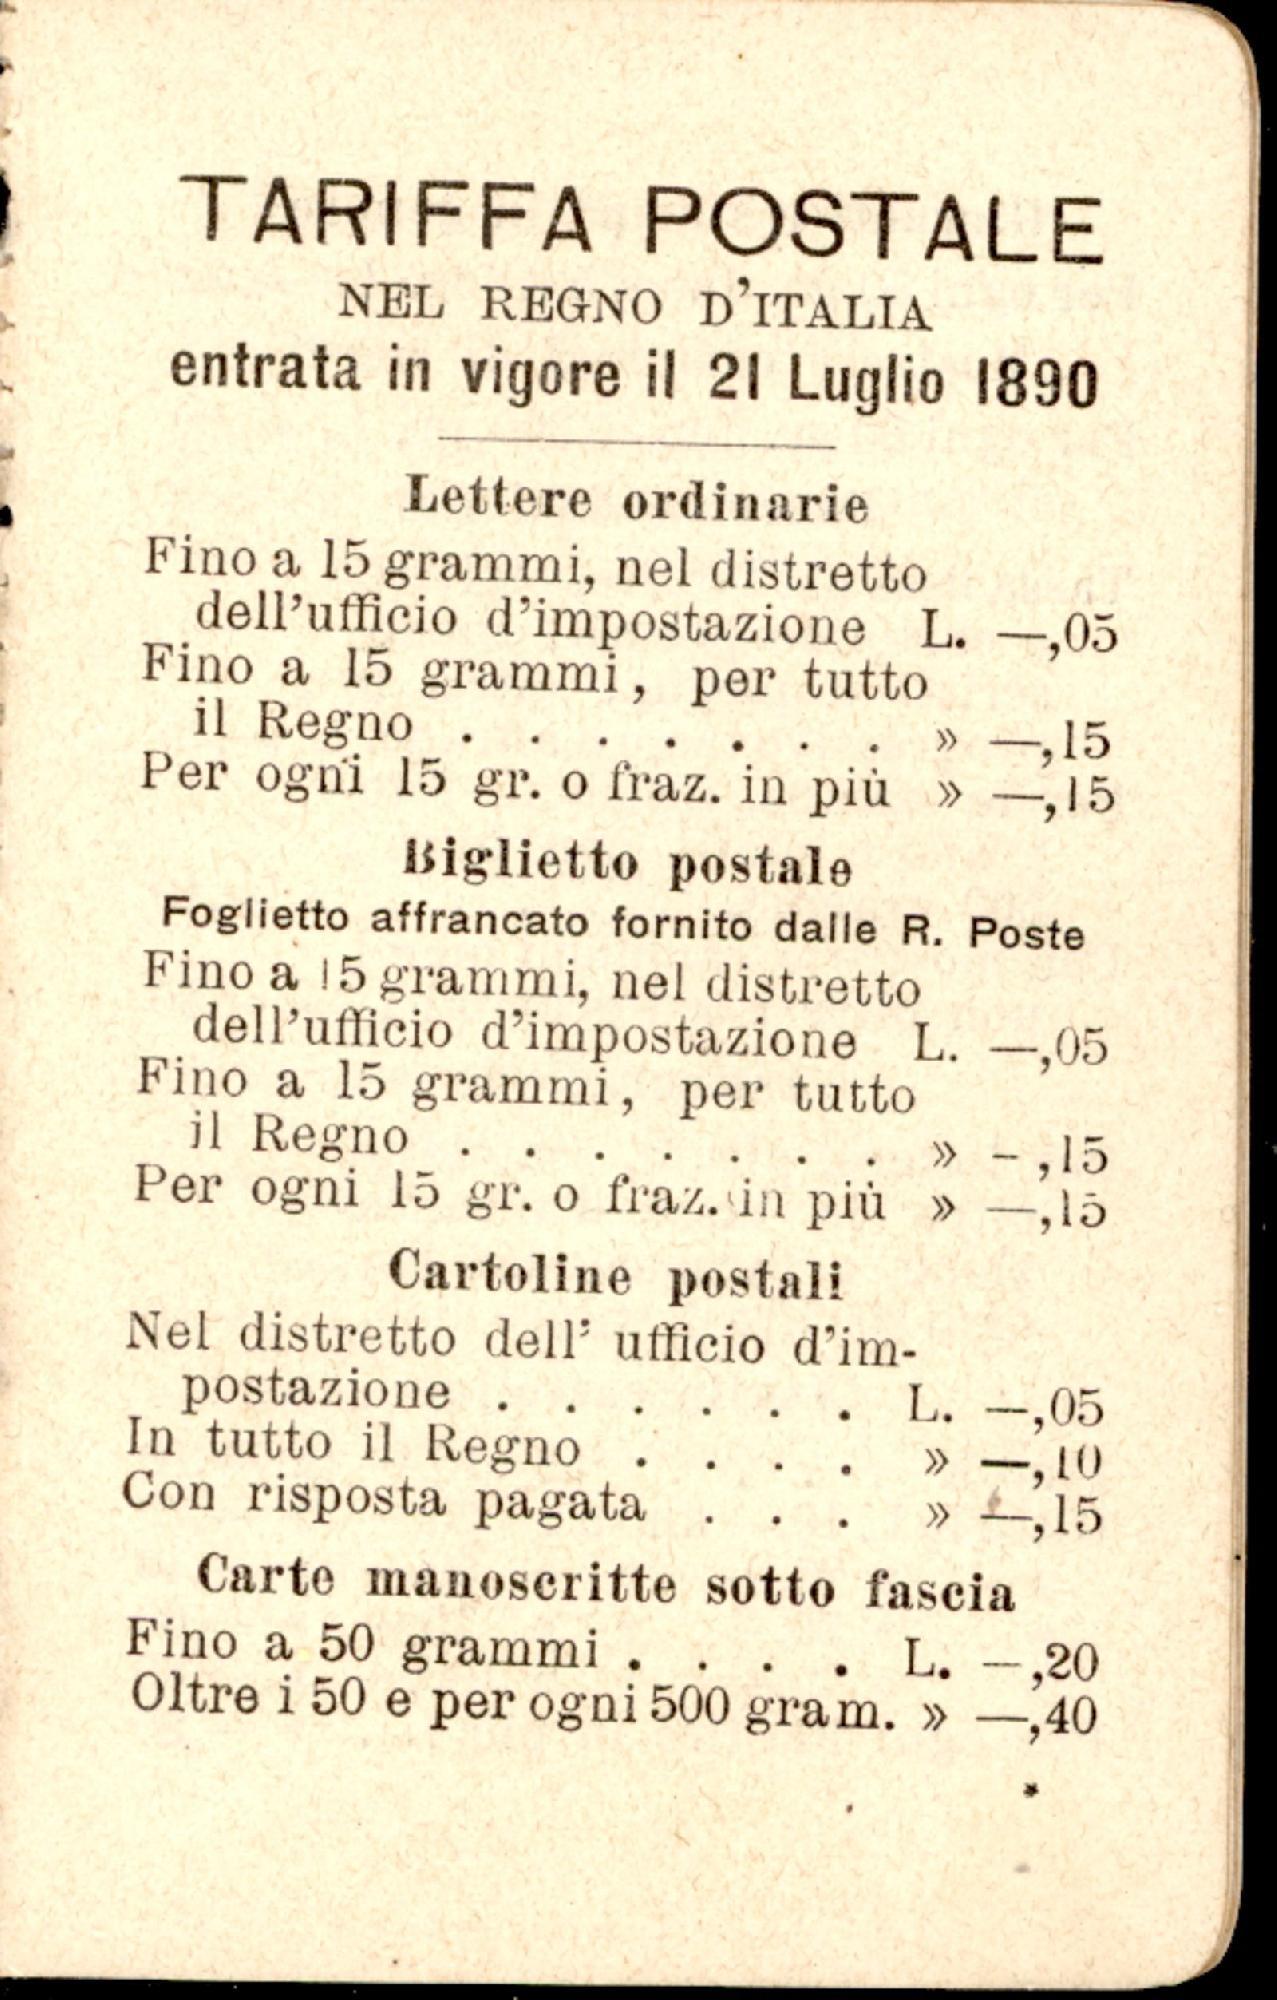 TARIFFA POSTALE
NEL REGNO D'ITALIA
entrata in vigore il 21 Luglio 1890
Lettere ordinarie
Fino a 15 grammi, nel distretto
dell'ufficio d'impostazione L. —,05
Fino a 15 grammi, per tutto
il Regno . . . . . . . » —,15
Per ogni 15 gr. o fraz. in più » —,15
Biglietto postale
Foglietto affrancato fornito dalle R. Poste
Fino a 15 grammi, nel distretto
dell'ufficio d'impostazione L. —,05
Fino a 15 grammi, per tutto
il Regno . . . . . . . » -,15
Per ogni 15 gr. o fraz. in più » —,15
Cartoline postali
Nel distretto dell' ufficio d'im-
postazione . . . . . . L. —,05
In tutto il Regno . . . . » —,10
Con risposta pagata . . . » —,15
Carte manoscritte sotto fascia
Fino a 50 grammi . . . . L. —,20
Oltre i 50 e per ogni 500 gram. » —,40